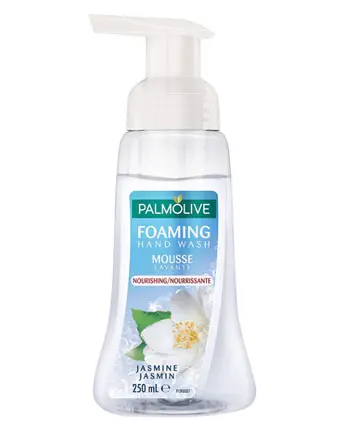 PALMOLIVE
FOAMING
HAND WASH
MOUSSE
LAVANTE
NOURISHING/NOURRISSANTE
JASMINE
JASMIN
250 mL e